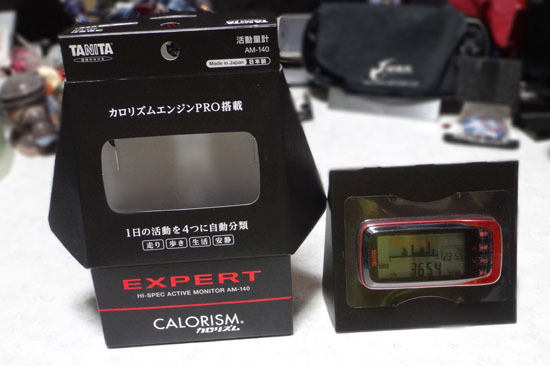 TANITA
活動量計
AM-140
Made in Japan 日本製
カロリズムエンジンPRO搭載
1日の活動を4つに自動分類
走り 歩き 生活 安静
EXPERT
HI-SPEC ACTIVE MONITOR AM-140
CALORISM®
カロリズム
3654